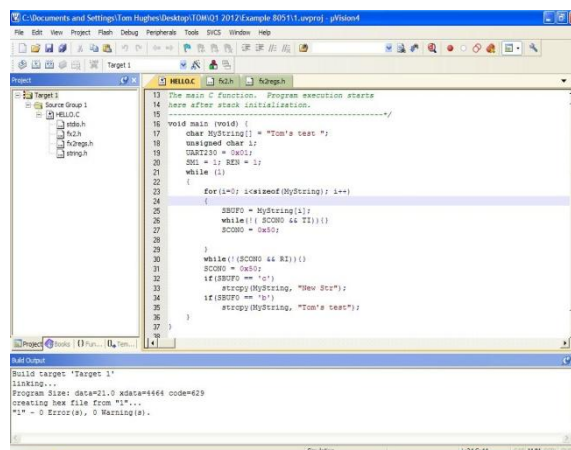 C:\Documents and Settings\Tom Hughes\Desktop\TOM\Q1 2012\Example 8051\1.uvproj - µVision4
File Edit View Project Flash Debug Peripherals Tools SVCS Window Help
Target 1
Project
HELLO.C fx2.h fx2regs.h
Target 1
Source Group 1
HELLO.C
stdio.h
fx2.h
fx2regs.h
string.h
13 The main C function. Program execution starts
14 here after stack initialization.
15 ------------------------------------------------*/
16 void main (void) {
17 char MyString[] = "Tom's test ";
18 unsigned char i;
19 UART230 = 0x01;
20 SM1 = 1; REN = 1;
21 while (1)
22 {
23 for(i=0; i<sizeof(MyString); i++)
24 {
25 SBUF0 = MyString[i];
26 while(!( SCON0 && TI)){}
27 SCON0 = 0x50;
28
29 }
30 while(!(SCON0 && RI)){}
31 SCON0 = 0x50;
32 if(SBUF0 == 'c')
33 strcpy(MyString, "New Str");
34 if(SBUF0 == 'b')
35 strcpy(MyString, "Tom's test");
36 }
37 }
38
Project Books {} Fun... 0 Tem...
Build Output
Build target 'Target 1'
linking...
Program Size: data=21.0 xdata=4464 code=629
creating hex file from "1"...
"1" - 0 Error(s), 0 Warning(s).